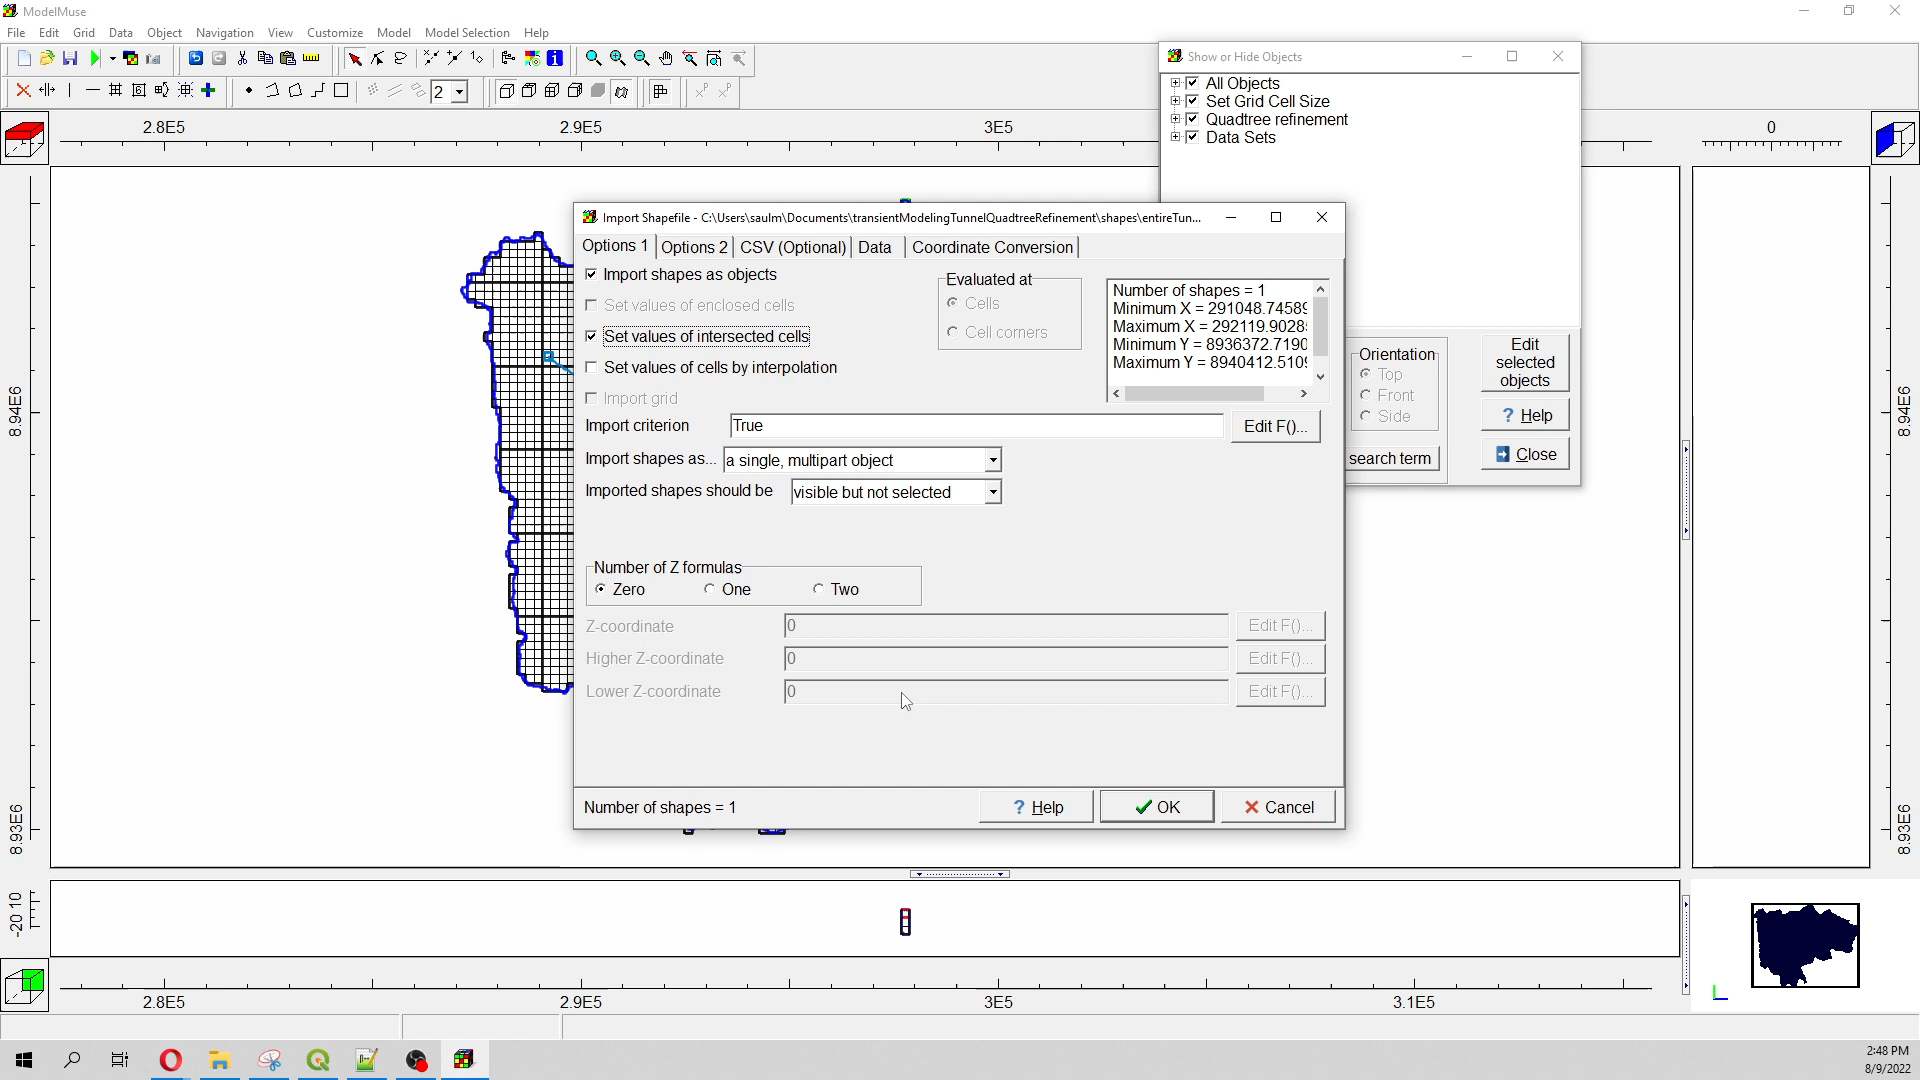 ModelMuse
File Edit Grid Data Object Navigation View Customize Model Model Selection Help
2
Show or Hide Objects
All Objects
Set Grid Cell Size
Quadtree refinement
Data Sets
2.8E5 2.9E5 3E5
0
8.94E6
8.93E6
Import Shapefile - C:\Users\saulm\Documents\transientModelingTunnelQuadtreeRefinement\shapes\entireTun...
Options 1 Options 2 CSV (Optional) Data Coordinate Conversion
Import shapes as objects
Set values of enclosed cells
Set values of intersected cells
Set values of cells by interpolation
Import grid
Evaluated at
Cells
Cell corners
Number of shapes = 1
Minimum X = 291048.74589
Maximum X = 292119.9028
Minimum Y = 8936372.7190
Maximum Y = 8940412.5109
Import criterion True Edit F()...
Import shapes as... a single, multipart object
Imported shapes should be visible but not selected
Number of Z formulas
Zero One Two
Z-coordinate 0 Edit F()...
Higher Z-coordinate 0 Edit F()...
Lower Z-coordinate 0 Edit F()...
Number of shapes = 1
? Help OK Cancel
Orientation
Top
Front
Side
search term
Edit selected objects
? Help
Close
8.94E6
8.93E6
-20 10
2.8E5 2.9E5 3E5 3.1E5
2:48 PM
8/9/2022